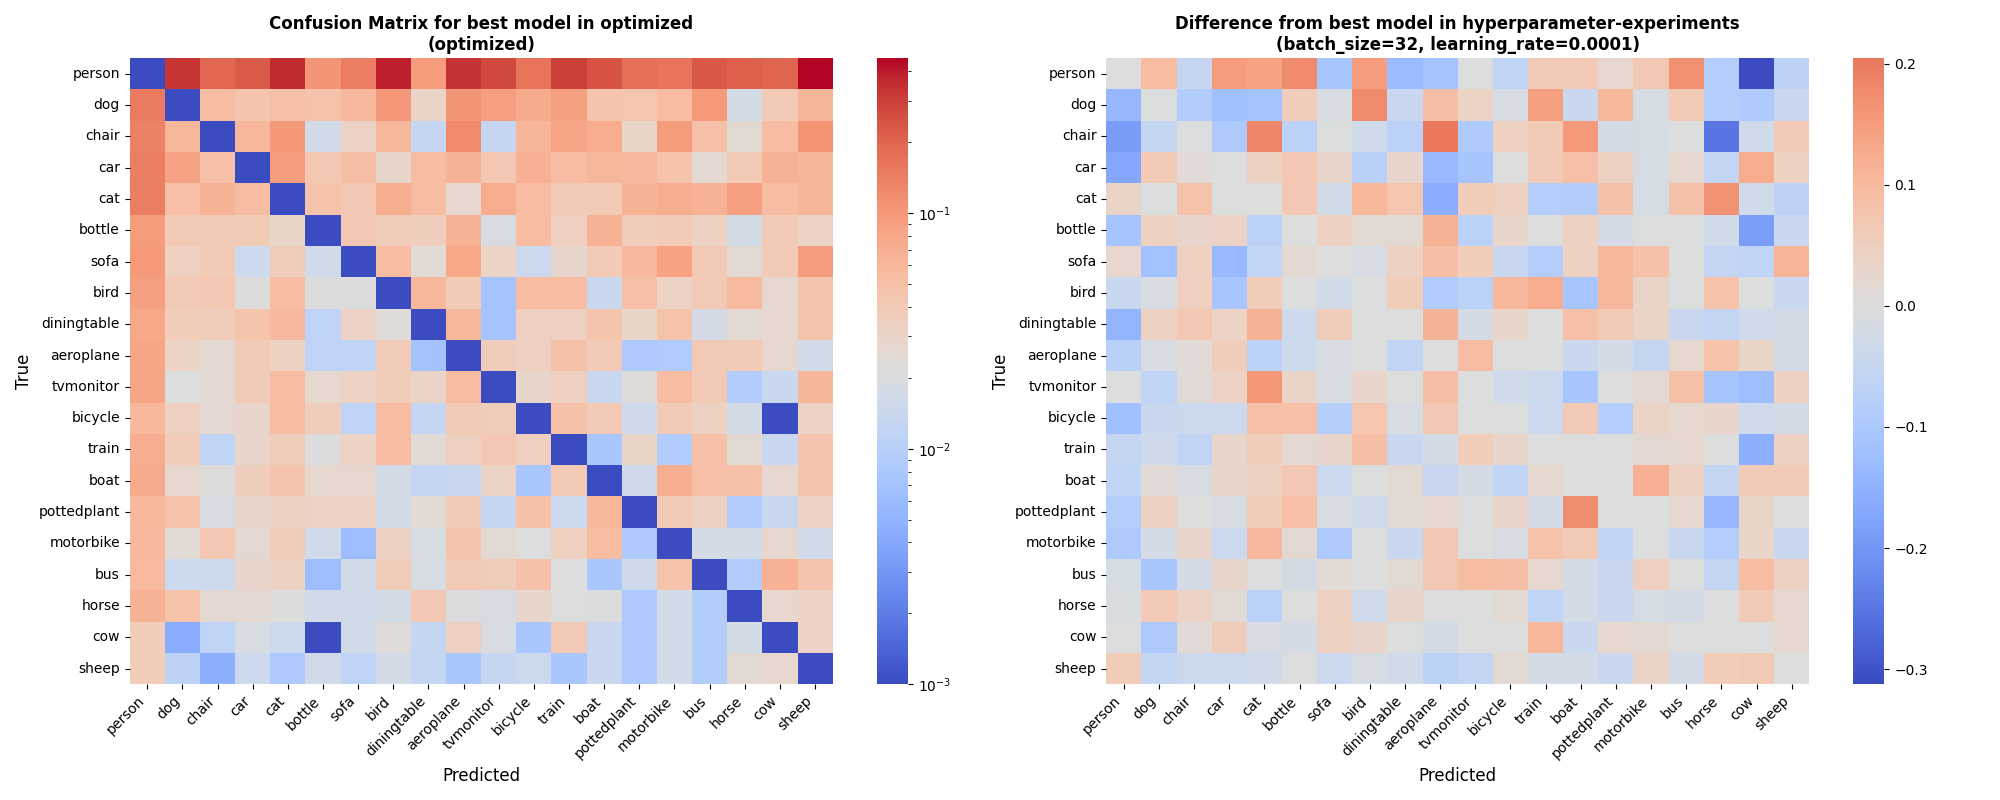 Confusion Matrix for best model in optimized
(optimized)
True
person
dog
chair
car
cat
bottle
sofa
bird
diningtable
aeroplane
tvmonitor
bicycle
train
boat
pottedplant
motorbike
bus
horse
cow
sheep
person
dog
chair
car
cat
bottle
sofa
bird
diningtable
aeroplane
tvmonitor
bicycle
train
boat
pottedplant
motorbike
bus
horse
cow
sheep
Predicted
10⁻¹
10⁻²
10⁻³
Difference from best model in hyperparameter-experiments
(batch_size=32, learning_rate=0.0001)
True
person
dog
chair
car
cat
bottle
sofa
bird
diningtable
aeroplane
tvmonitor
bicycle
train
boat
pottedplant
motorbike
bus
horse
cow
sheep
person
dog
chair
car
cat
bottle
sofa
bird
diningtable
aeroplane
tvmonitor
bicycle
train
boat
pottedplant
motorbike
bus
horse
cow
sheep
Predicted
0.2
0.1
0.0
−0.1
−0.2
−0.3